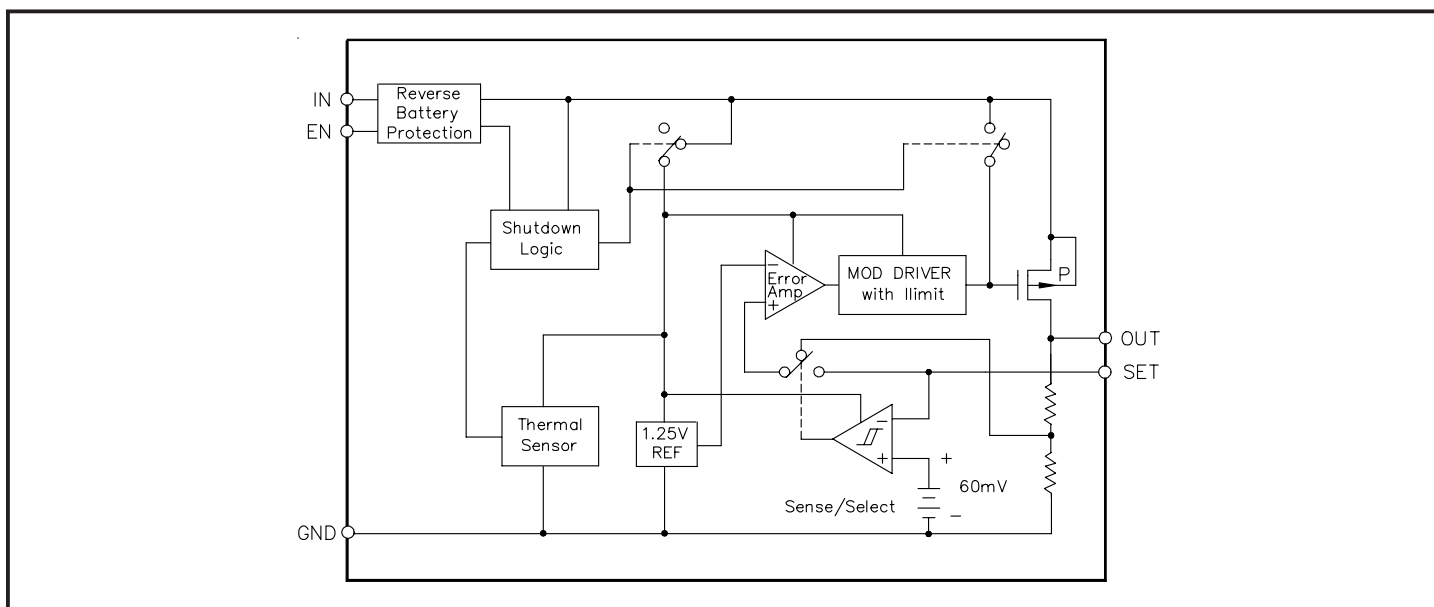 IN
EN
Reverse
Battery
Protection
Shutdown
Logic
−
Error
Amp
+
MOD DRIVER
with Ilimit
P
OUT
SET
Thermal
Sensor
1.25V
REF
−
+
+
60mV
−
Sense/Select
GND